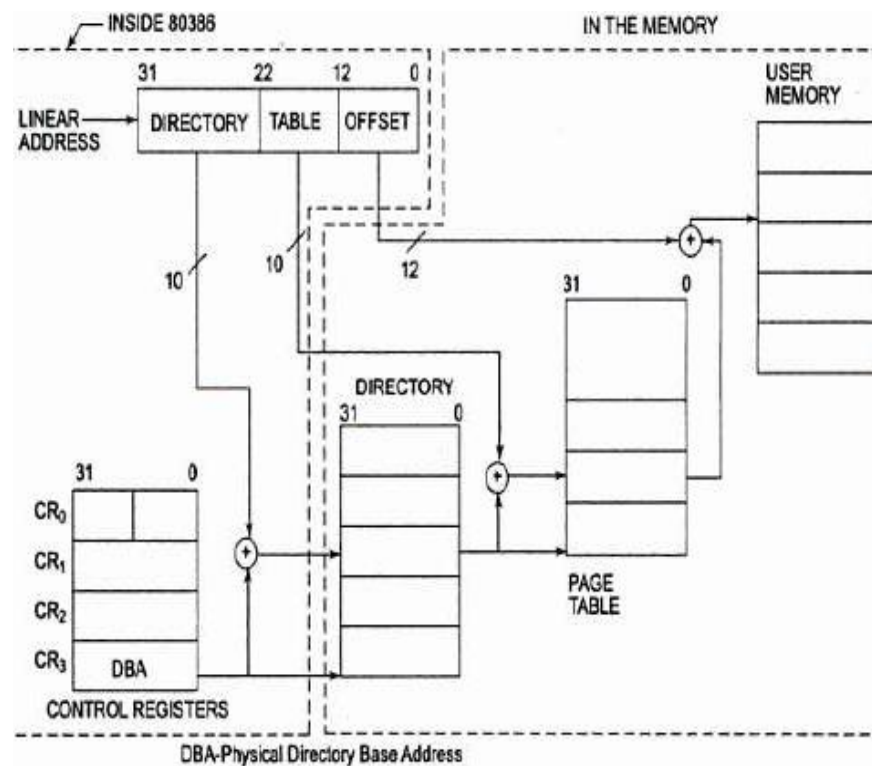 INSIDE 80386
IN THE MEMORY
31 22 12 0
USER
MEMORY
LINEAR
ADDRESS
DIRECTORY TABLE OFFSET
10
10
12
31 0
DIRECTORY
31 0
31 0
CR0
CR1
CR2
CR3 DBA
PAGE
TABLE
CONTROL REGISTERS
DBA-Physical Directory Base Address
+
+
+